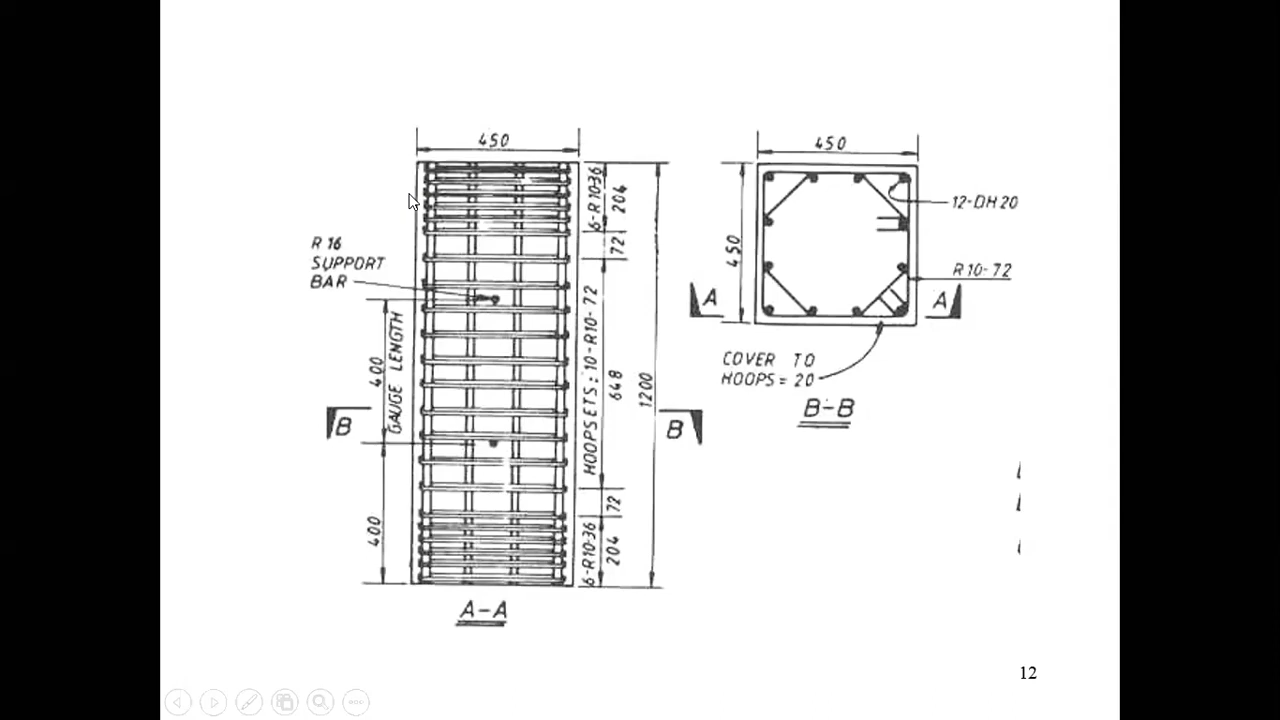 450
6-R10-36
204
72
R 16
SUPPORT
BAR
GAUGE LENGTH
400
HOOPSETS: 10-R10-72
648
1200
B
B
400
72
6-R10-36
204
A-A
450
450
12-DH20
R10-72
A
A
COVER TO
HOOPS = 20
B-B
12